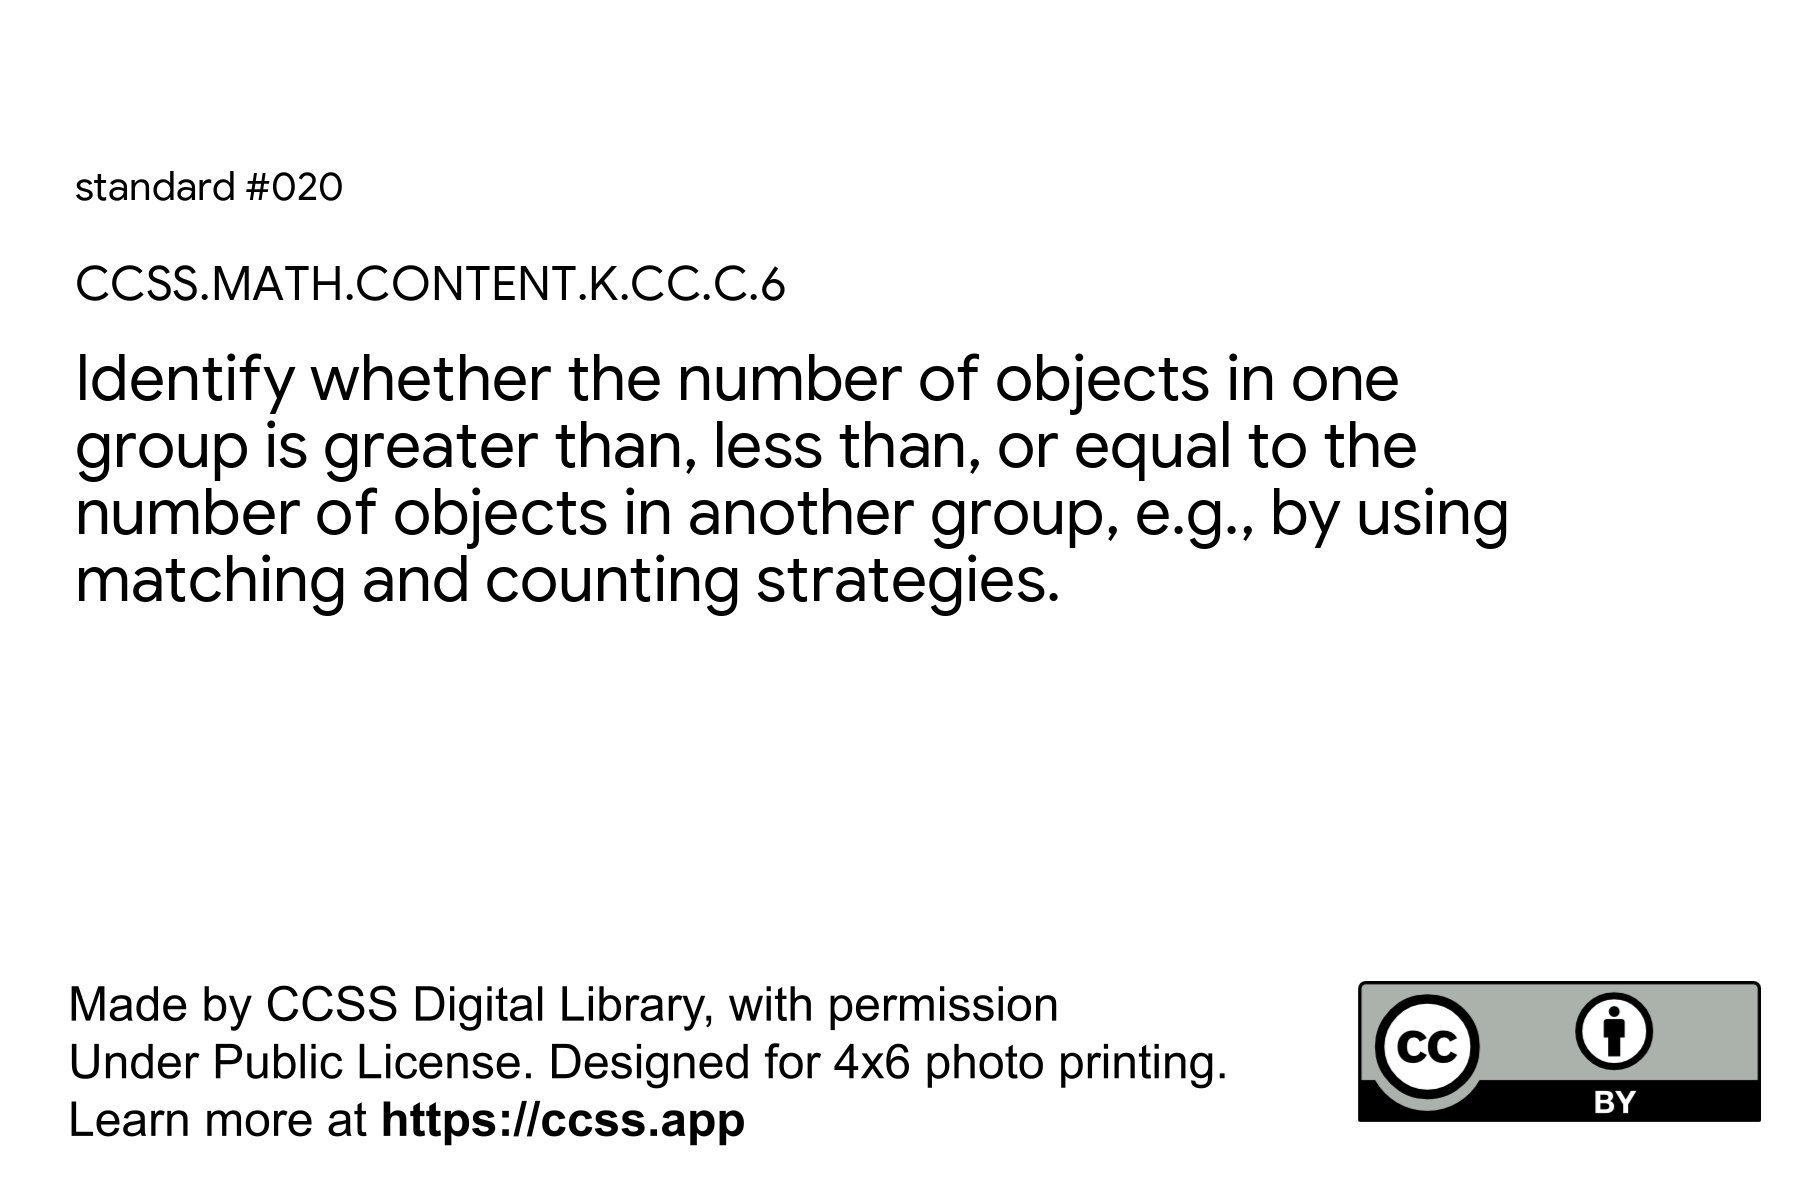 standard #020
CCSS.MATH.CONTENT.K.CC.C.6
Identify whether the number of objects in one
group is greater than, less than, or equal to the
number of objects in another group, e.g., by using
matching and counting strategies.
Made by CCSS Digital Library, with permission
Under Public License. Designed for 4x6 photo printing.
Learn more at https://ccss.app
cc
BY